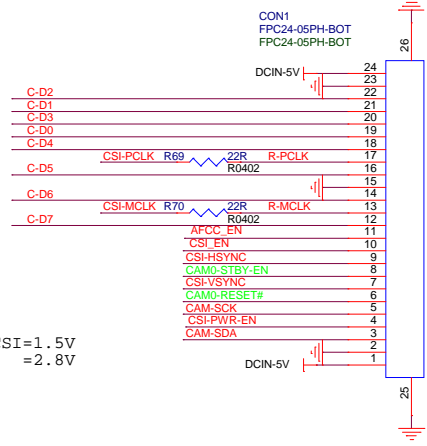 CON1
FPC24-05PH-BOT
FPC24-05PH-BOT
26
DCIN-5V 24
23
C-D2 22
C-D1 21
C-D3 20
C-D0 19
C-D4 18
CSI-PCLK R69 22R R-PCLK 17
R0402
C-D5 16
15
C-D6 14
CSI-MCLK R70 22R R-MCLK 13
R0402
C-D7 12
AFCC_EN 11
CSI_EN 10
CSI-HSYNC 9
CAM0-STBY-EN 8
CSI-VSYNC 7
CAM0-RESET# 6
CAM-SCK 5
CSI-PWR-EN 4
CAM-SDA 3
2
DCIN-5V 1
SI=1.5V
=2.8V
25